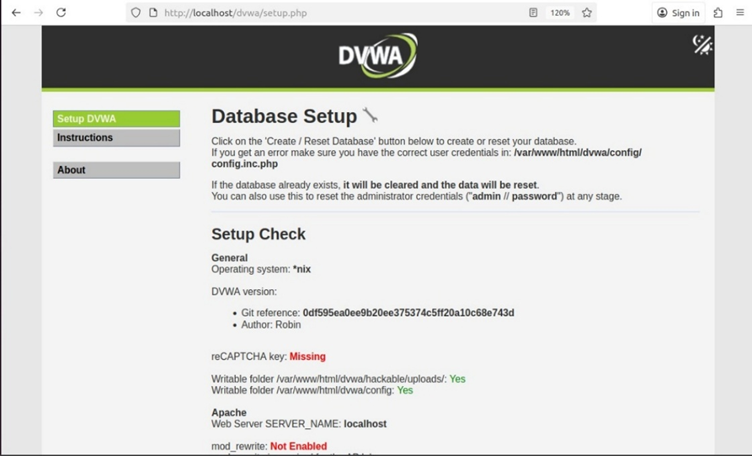 http://localhost/dvwa/setup.php
120%
Sign in
DVWA
Setup DVWA
Instructions
About
Database Setup
Click on the 'Create / Reset Database' button below to create or reset your database.
If you get an error make sure you have the correct user credentials in: /var/www/html/dvwa/config/
config.inc.php
If the database already exists, it will be cleared and the data will be reset.
You can also use this to reset the administrator credentials ("admin // password") at any stage.
Setup Check
General
Operating system: *nix
DVWA version:
Git reference: 0df595ea0ee9b20ee375374c5ff20a10c68e743d
Author: Robin
reCAPTCHA key: Missing
Writable folder /var/www/html/dvwa/hackable/uploads/: Yes
Writable folder /var/www/html/dvwa/config: Yes
Apache
Web Server SERVER_NAME: localhost
mod_rewrite: Not Enabled